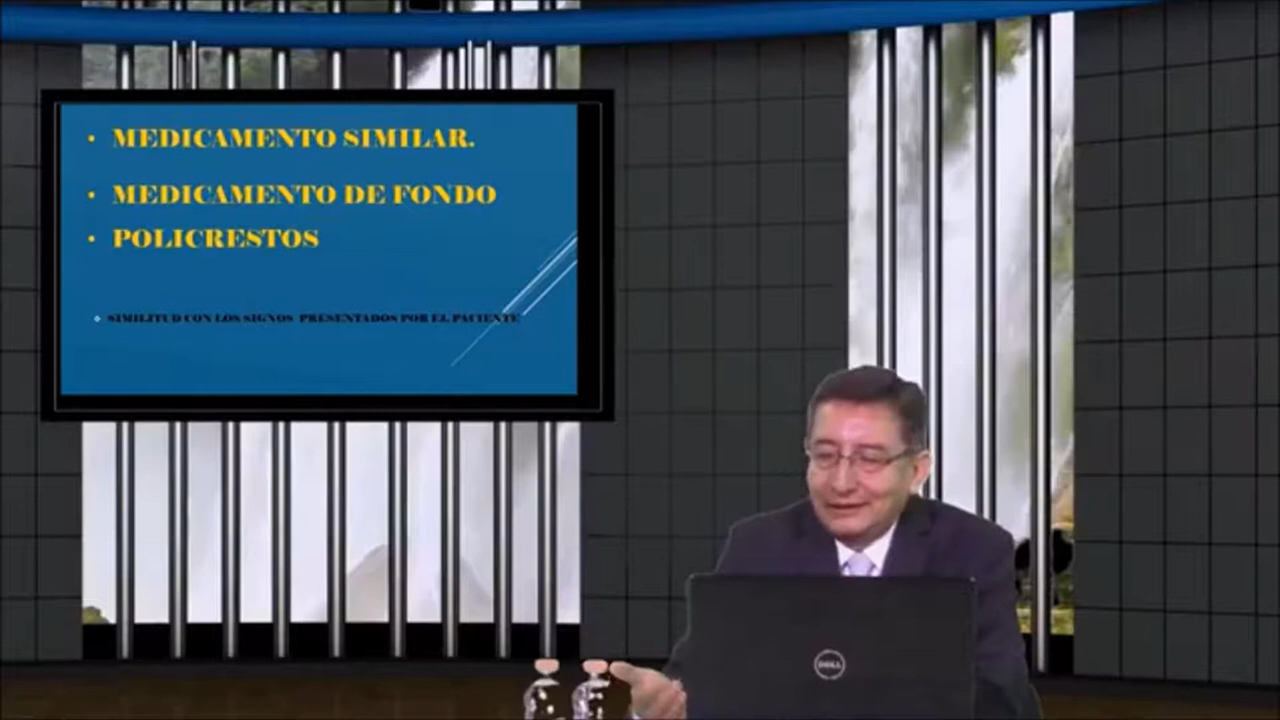 • MEDICAMENTO SIMILAR.
• MEDICAMENTO DE FONDO
• POLICRESTOS
❖ SIMILITUD CON LOS SIGNOS PRESENTADOS POR EL PACIENTE
DELL